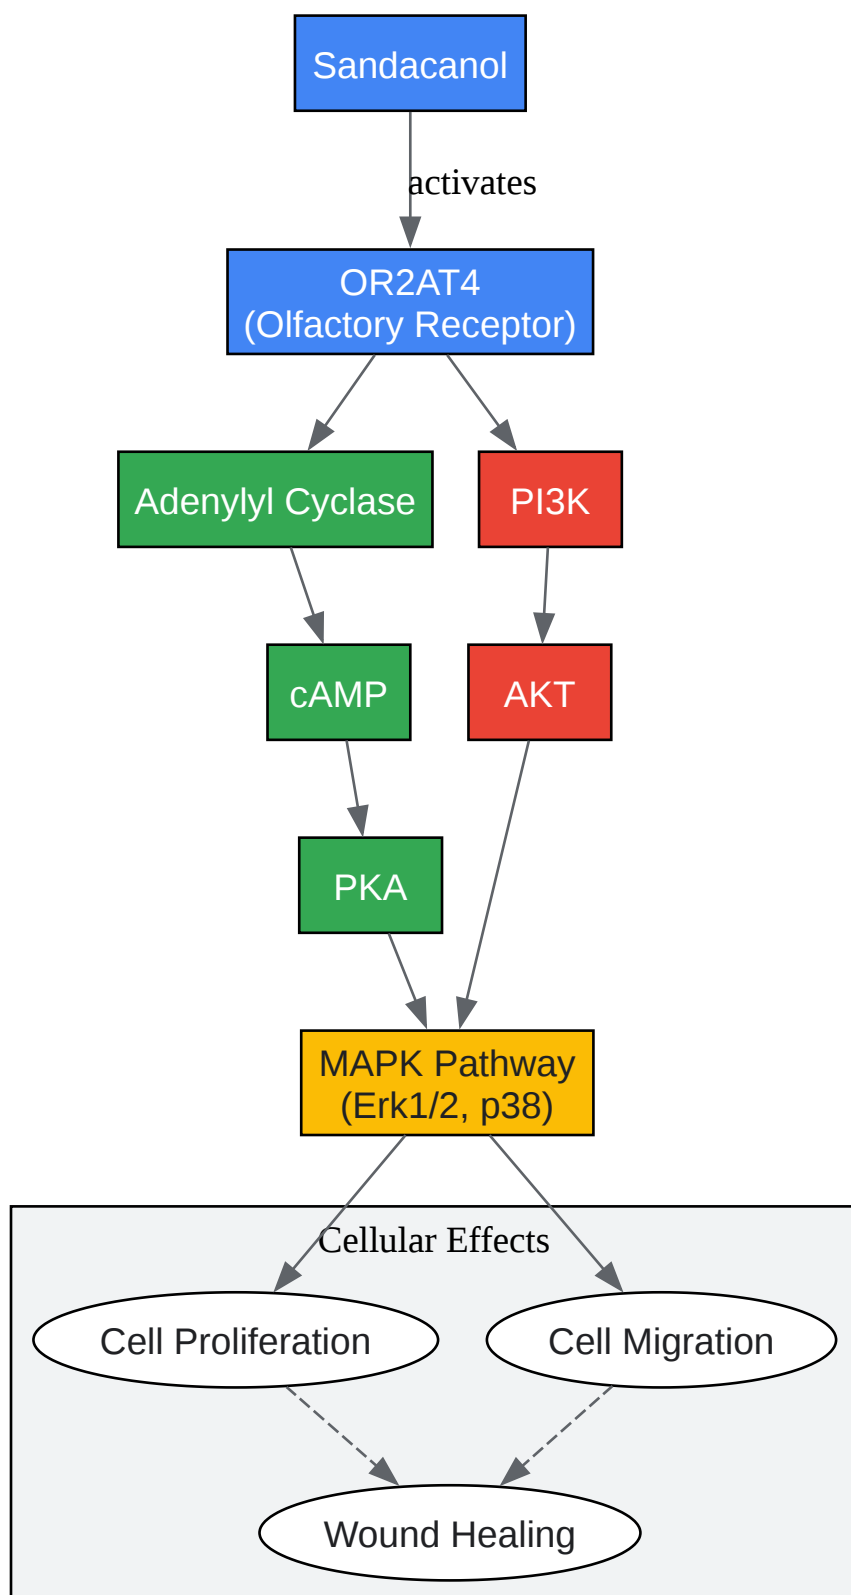 Sandacanol
activates
OR2AT4
(Olfactory Receptor)
Adenylyl Cyclase
PI3K
cAMP
AKT
PKA
MAPK Pathway
(Erk1/2, p38)
Cellular Effects
Cell Proliferation
Cell Migration
Wound Healing